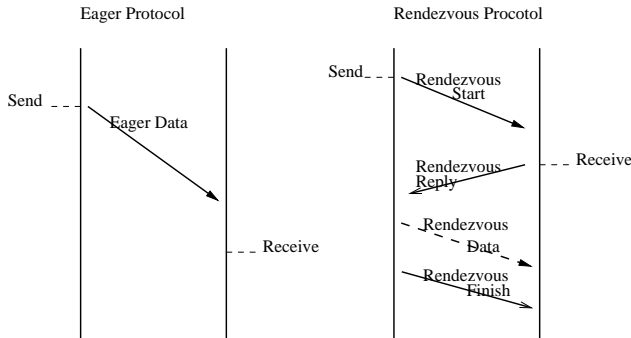 Eager Protocol
Send
Eager Data
Receive
Rendezvous Procotol
Send
Rendezvous
Start
Receive
Rendezvous
Reply
Rendezvous
Data
Rendezvous
Finish